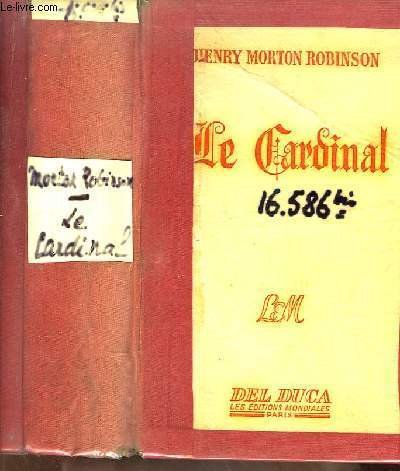 Le-livre.com
Morton Robinson
Le
Cardinal
HENRY MORTON ROBINSON
Le Cardinal
16.586 bis
DEL DUCA
LES EDITIONS MONDIALES
PARIS